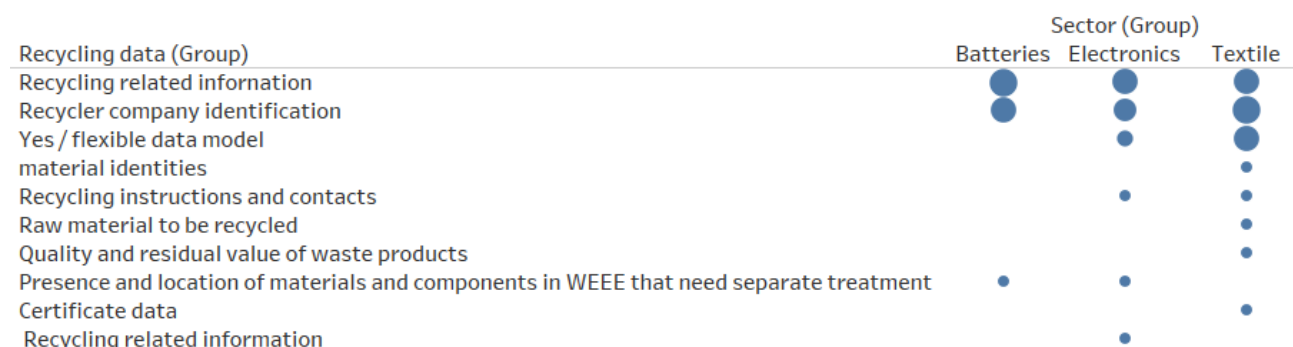 Sector (Group)
Recycling data (Group) Batteries Electronics Textile
Recycling related infornation
Recycler company identification
Yes / flexible data model
material identities
Recycling instructions and contacts
Raw material to be recycled
Quality and residual value of waste products
Presence and location of materials and components in WEEE that need separate treatment
Certificate data
Recycling related information